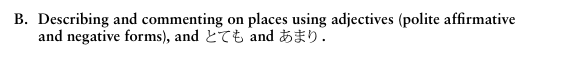 B. Describing and commenting on places using adjectives (polite affirmative
and negative forms), and とても and あまり.